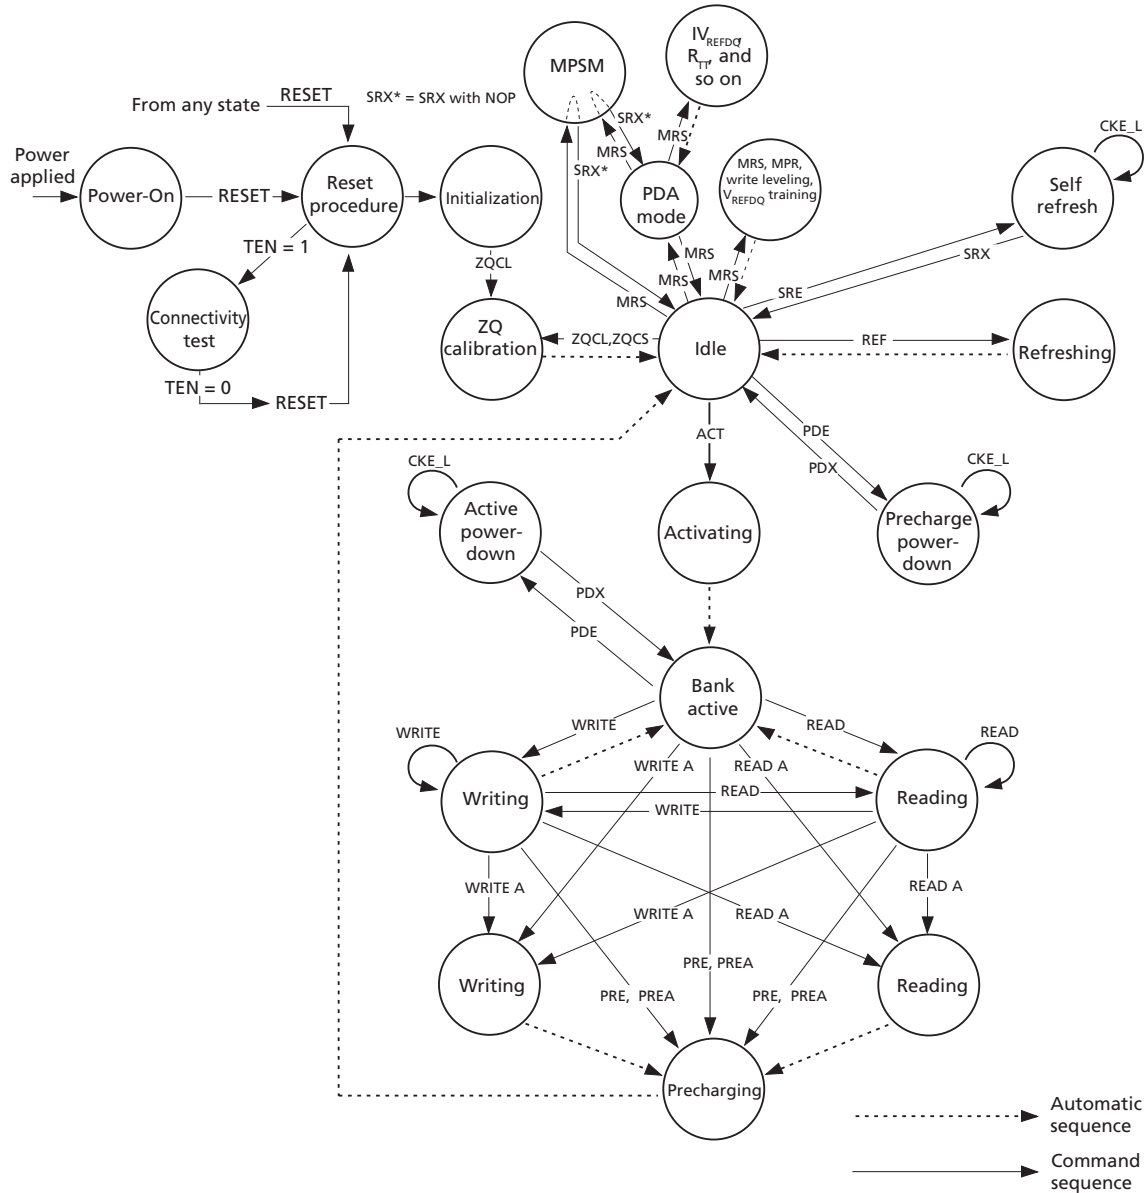 MPSM
IV REFDQ,
R TT, and
so on
From any state
RESET
SRX* = SRX with NOP
SRX*
MRS
MRS
SRX*
CKE_L
Power
applied
Power-On
RESET
Reset
procedure
Initialization
PDA
mode
MRS, MPR,
write leveling,
VREFDQ training
Self
refresh
TEN = 1
ZQCL
MRS
MRS
MRS
SRX
SRE
MRS
Connectivity
test
ZQ
calibration
ZQCL,ZQCS
Idle
REF
Refreshing
TEN = 0
RESET
ACT
PDE
PDX
CKE_L
CKE_L
Active
power-
down
Activating
Precharge
power-
down
PDX
PDE
Bank
active
WRITE
WRITE
READ
READ
WRITE A
READ A
Writing
READ
WRITE
Reading
WRITE A
READ A
WRITE A
READ A
Writing
PRE, PREA
Reading
PRE, PREA
PRE, PREA
Precharging
Automatic
sequence
Command
sequence